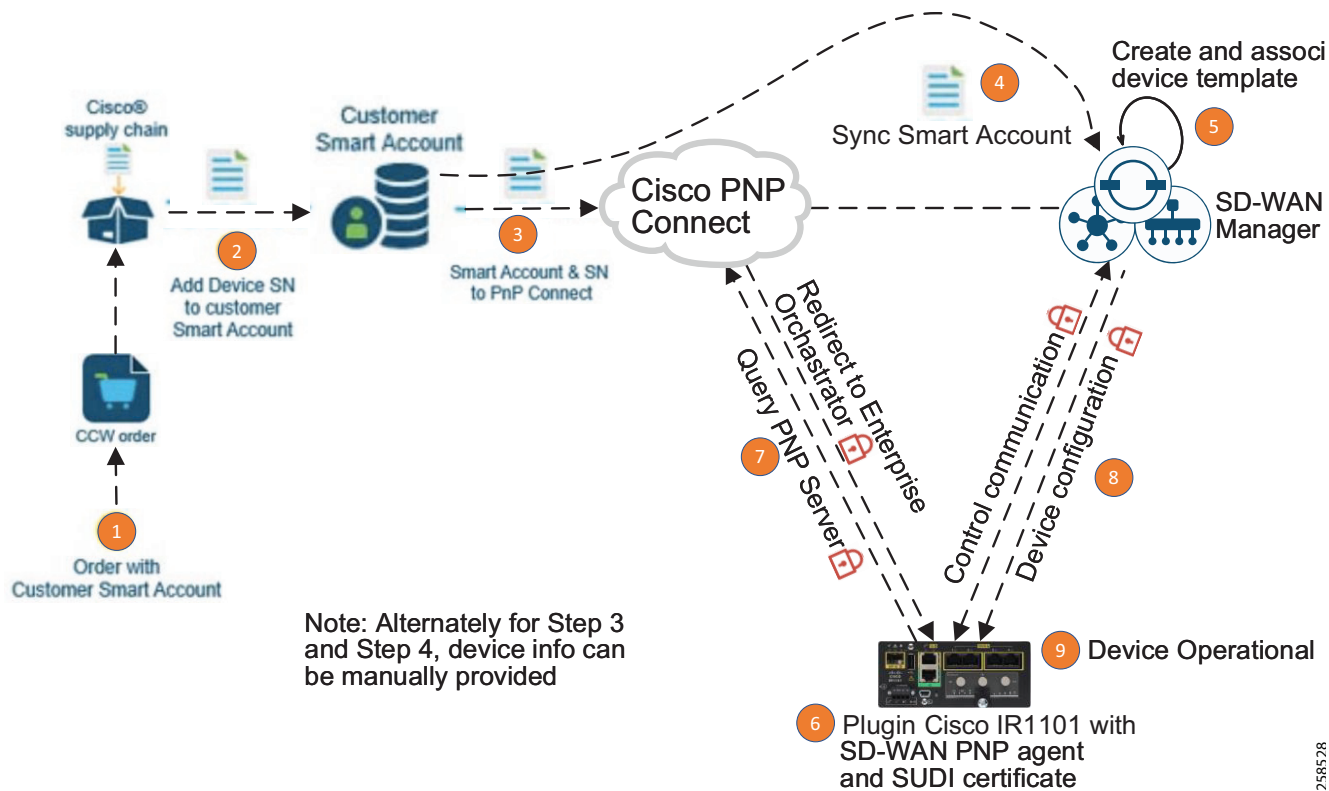 Cisco®
supply chain
Customer
Smart Account
4
Sync Smart Account
Create and associ
device template
5
2
Add Device SN
to customer
Smart Account
3
Smart Account & SN
to PnP Connect
Cisco PNP
Connect
SD-WAN
Manager
CCW order
1
Order with
Customer Smart Account
7
Query PNP Server
Redirect to Enterprise
Orchastrator
Control communication
Device configuration
8
Note: Alternately for Step 3
and Step 4, device info can
be manually provided
9
Device Operational
6
Plugin Cisco IR1101 with
SD-WAN PNP agent
and SUDI certificate
258528